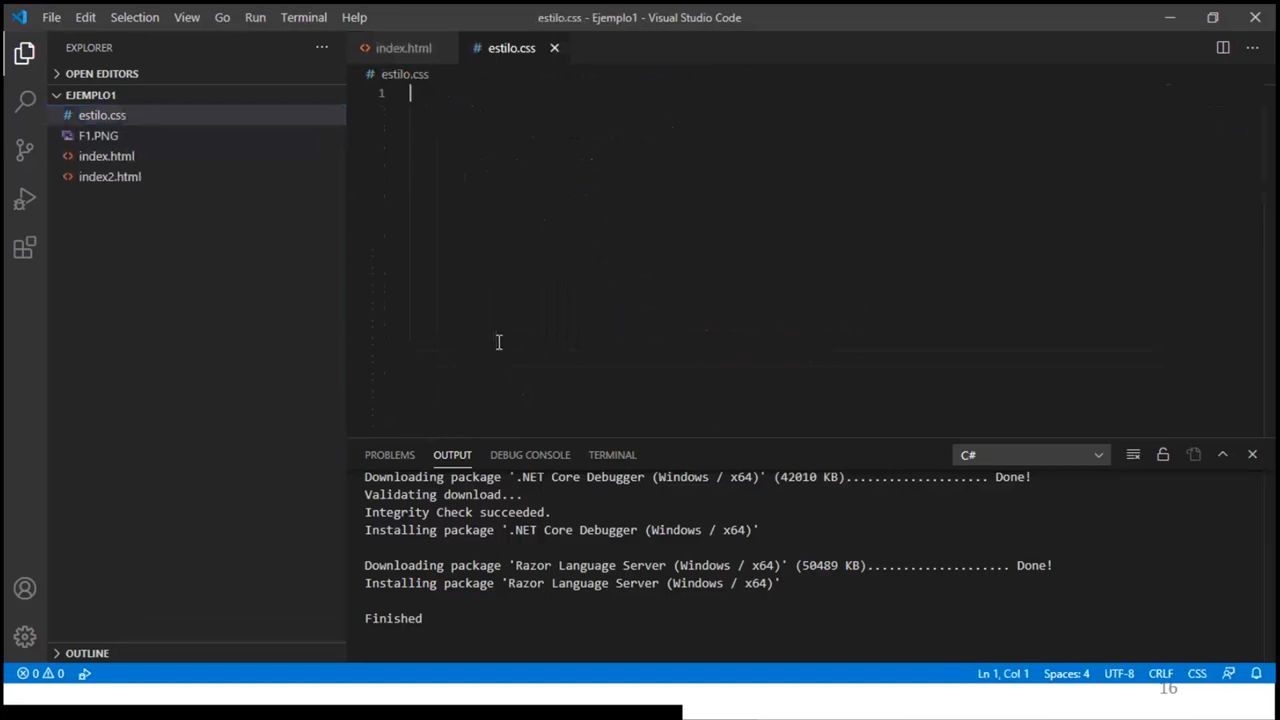 File Edit Selection View Go Run Terminal Help
estilo.css - Ejemplo1 - Visual Studio Code
EXPLORER
OPEN EDITORS
EJEMPLO1
estilo.css
F1.PNG
index.html
index2.html
OUTLINE
index.html
estilo.css
estilo.css
1
PROBLEMS OUTPUT DEBUG CONSOLE TERMINAL
C#
Downloading package '.NET Core Debugger (Windows / x64)' (42010 KB).................... Done!
Validating download...
Integrity Check succeeded.
Installing package '.NET Core Debugger (Windows / x64)'
Downloading package 'Razor Language Server (Windows / x64)' (50489 KB).................... Done!
Installing package 'Razor Language Server (Windows / x64)'
Finished
0 0
Ln 1, Col 1 Spaces: 4 UTF-8 CRLF CSS
16